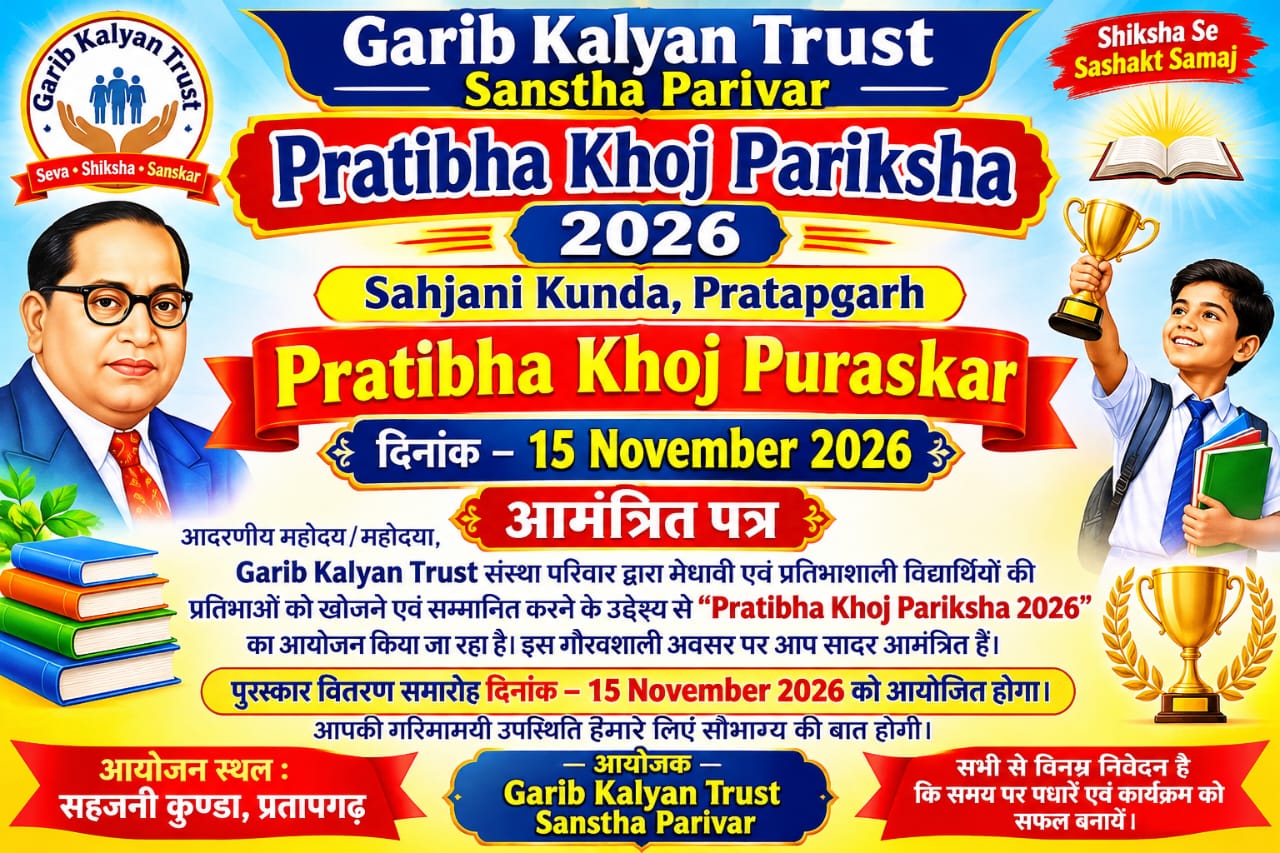 Garib Kalyan Trust
Seva • Shiksha • Sanskar
Garib Kalyan Trust
Sanstha Parivar
Shiksha Se
Sashakt Samaj
Pratibha Khoj Pariksha
2026
Sahjani Kunda, Pratapgarh
Pratibha Khoj Puraskar
दिनांक – 15 November 2026
आमंत्रित पत्र
आदरणीय महोदय/महोदया,
Garib Kalyan Trust संस्था परिवार द्वारा मेधावी एवं प्रतिभाशाली विद्यार्थियों की
प्रतिभाओं को खोजने एवं सम्मानित करने के उद्देश्य से “Pratibha Khoj Pariksha 2026”
का आयोजन किया जा रहा है। इस गौरवशाली अवसर पर आप सादर आमंत्रित हैं।
पुरस्कार वितरण समारोह दिनांक – 15 November 2026 को आयोजित होगा।
आपकी गरिमामयी उपस्थिति हमारे लिए सौभाग्य की बात होगी।
आयोजन स्थल :
सहजनी कुण्डा, प्रतापगढ़
— आयोजक —
Garib Kalyan Trust
Sanstha Parivar
सभी से विनम्र निवेदन है
कि समय पर पधारें एवं कार्यक्रम को
सफल बनायें।